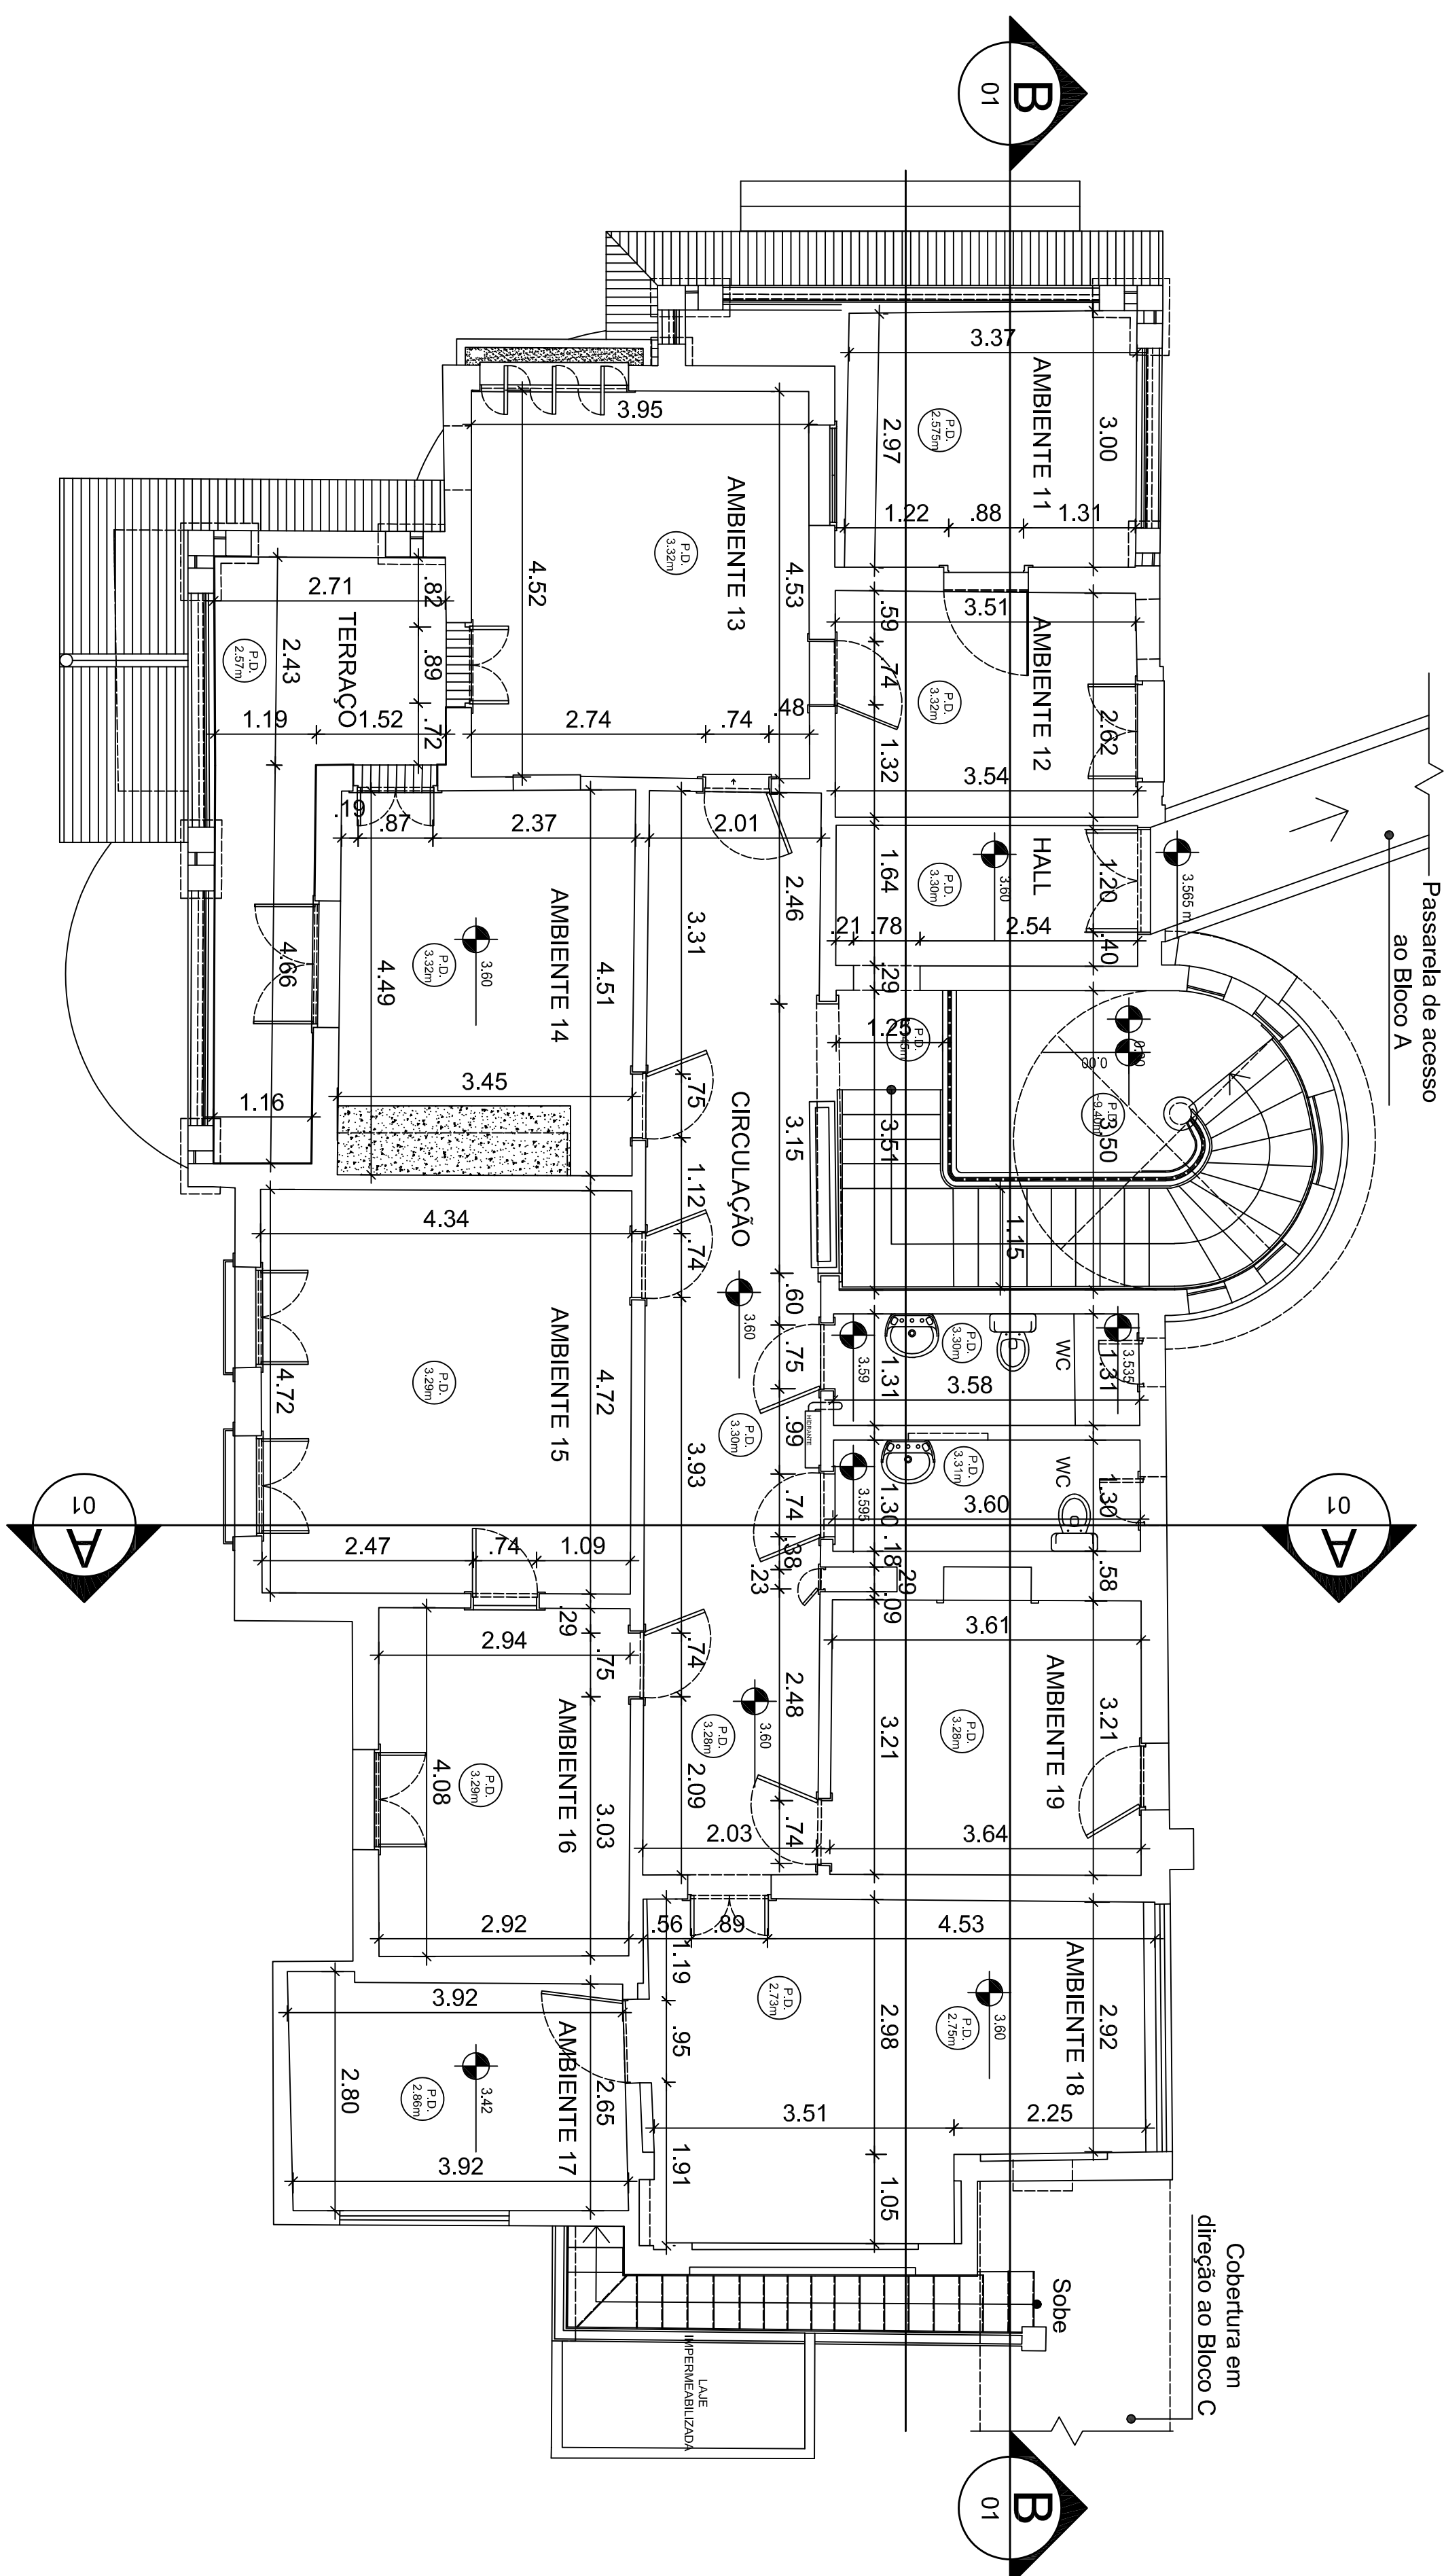 B
01
Passarela de acesso
ao Bloco A
3.565 m
AMBIENTE 11
3.37
3.00
2.97
P.D.
2.575m
1.22
.88
1.31
AMBIENTE 12
3.51
.59
.74
1.32
P.D.
3.32m
2.62
3.54
HALL
1.20
.40
1.64
P.D.
3.30m
3.60
.21
.78
2.54
.29
AMBIENTE 13
3.95
P.D.
3.32m
4.53
4.52
2.74
.74
.48
TERRAÇO
2.71
.82
.89
.72
2.43
P.D.
2.57m
1.19
1.52
4.66
1.16
AMBIENTE 14
.19
.87
2.37
2.01
P.D.
3.32m
3.60
4.51
4.49
3.45
CIRCULAÇÃO
2.46
3.31
.75
1.12
.74
3.15
3.60
.60
.75
.99
3.93
P.D.
3.30m
.74
.38
.23
HIDRANTE
1.25
P.D.
3.51
0.00
P.D.
3.50
1.15
WC
P.D.
3.30m
3.59
3.535
1.31
1.31
3.58
WC
P.D.
3.31m
3.595
1.30
1.30
3.60
.18
.29
.09
.58
AMBIENTE 15
4.34
P.D.
3.29m
4.72
4.72
2.47
.74
1.09
A
01
A
01
AMBIENTE 16
2.94
.29
.75
P.D.
3.29m
4.08
3.03
2.92
.74
2.48
3.60
P.D.
3.28m
2.09
2.03
.74
AMBIENTE 19
3.61
3.21
3.21
P.D.
3.28m
3.64
AMBIENTE 18
.56
.89
4.53
1.19
.95
1.91
P.D.
2.73m
P.D.
2.75m
3.60
2.98
2.92
3.51
2.25
1.05
AMBIENTE 17
3.92
3.42
P.D.
2.86m
2.80
2.65
3.92
Sobe
Cobertura em
direção ao Bloco C
LAJE
IMPERMEABILIZADA
B
01